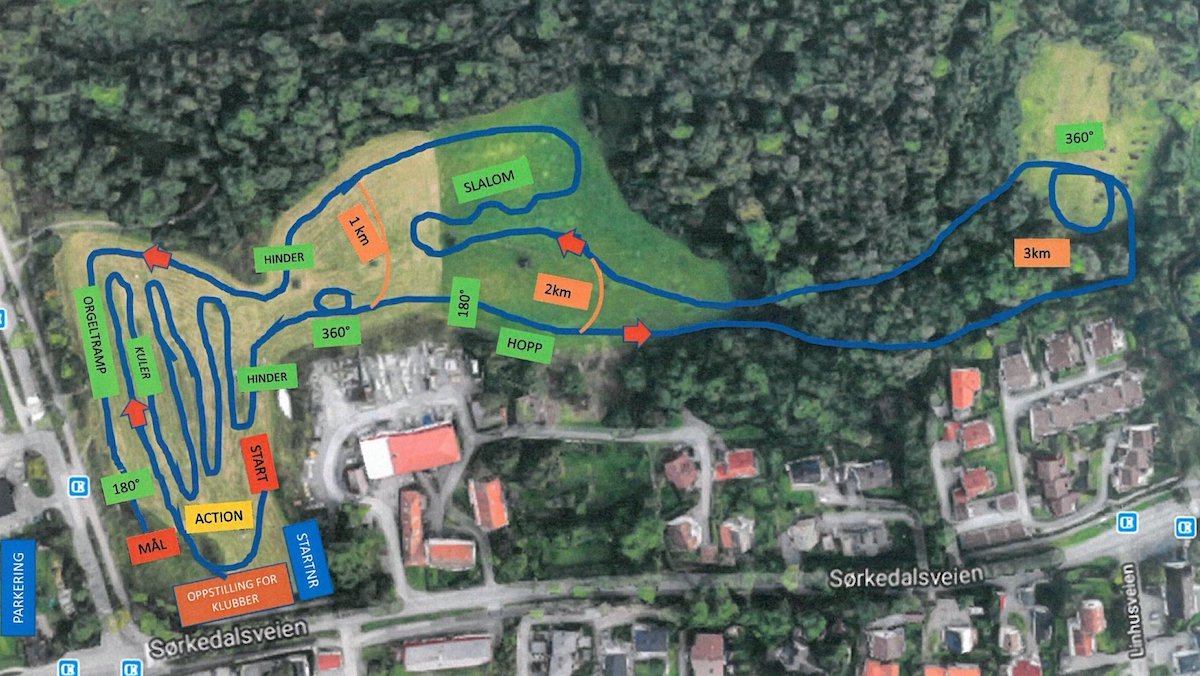 360°
SLALOM
1 km
3km
HINDER
2km
180°
360°
ORGELTRAMP
KULER
HOPP
HINDER
START
180°
ACTION
MÅL
STARTNR
PARKERING
OPPSTILLING FOR
KLUBBER
Sørkedalsveien
Sørkedalsveien
Linhusveien